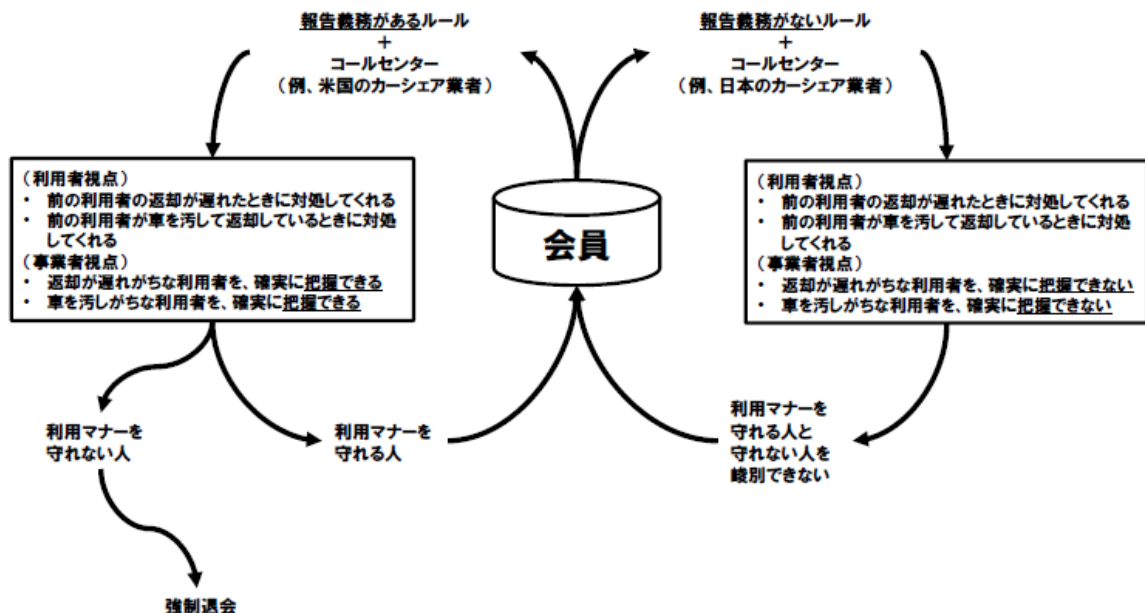 報告義務があるルール
+
コールセンター
(例、米国のカーシェア業者)
報告義務がないルール
+
コールセンター
(例、日本のカーシェア業者)
(利用者視点)
・ 前の利用者の返却が遅れたときに対処してくれる
・ 前の利用者が車を汚して返却しているときに対処
してくれる
(事業者視点)
・ 返却が遅れがちな利用者を、確実に把握できる
・ 車を汚しがちな利用者を、確実に把握できる
会員
(利用者視点)
・ 前の利用者の返却が遅れたときに対処してくれる
・ 前の利用者が車を汚して返却しているときに対処
してくれる
(事業者視点)
・ 返却が遅れがちな利用者を、確実に把握できない
・ 車を汚しがちな利用者を、確実に把握できない
利用マナーを
守れない人
利用マナーを
守れる人
利用マナーを
守れる人と
守れない人を
峻別できない
強制退会